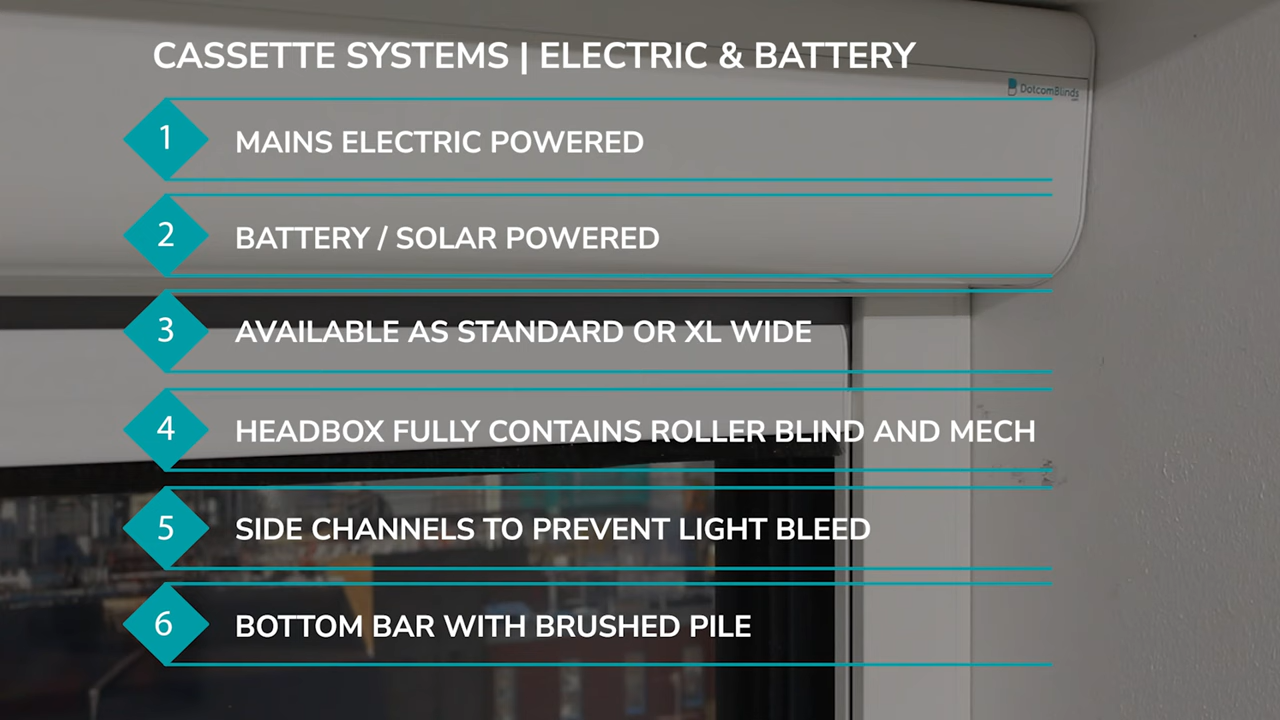 CASSETTE SYSTEMS | ELECTRIC & BATTERY
DotcomBlinds
1 MAINS ELECTRIC POWERED
2 BATTERY / SOLAR POWERED
3 AVAILABLE AS STANDARD OR XL WIDE
4 HEADBOX FULLY CONTAINS ROLLER BLIND AND MECH
5 SIDE CHANNELS TO PREVENT LIGHT BLEED
6 BOTTOM BAR WITH BRUSHED PILE